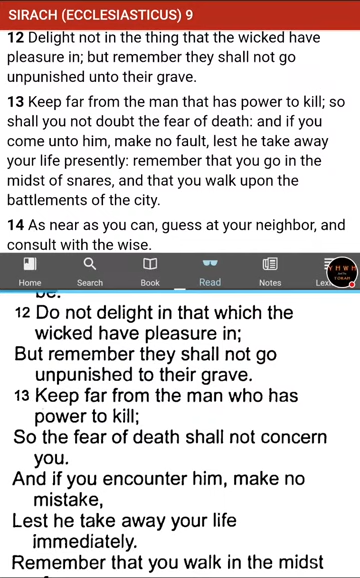 SIRACH (ECCLESIASTICUS) 9
12 Delight not in the thing that the wicked have
pleasure in; but remember they shall not go
unpunished unto their grave.
13 Keep far from the man that has power to kill; so
shall you not doubt the fear of death: and if you
come unto him, make no fault, lest he take away
your life presently: remember that you go in the
midst of snares, and that you walk upon the
battlements of the city.
14 As near as you can, guess at your neighbor, and
consult with the wise.
Home Search Book Read Notes
YHWH
be.
12 Do not delight in that which the
wicked have pleasure in;
But remember they shall not go
unpunished to their grave.
13 Keep far from the man who has
power to kill;
So the fear of death shall not concern
you.
And if you encounter him, make no
mistake,
Lest he take away your life
immediately.
Remember that you walk in the midst